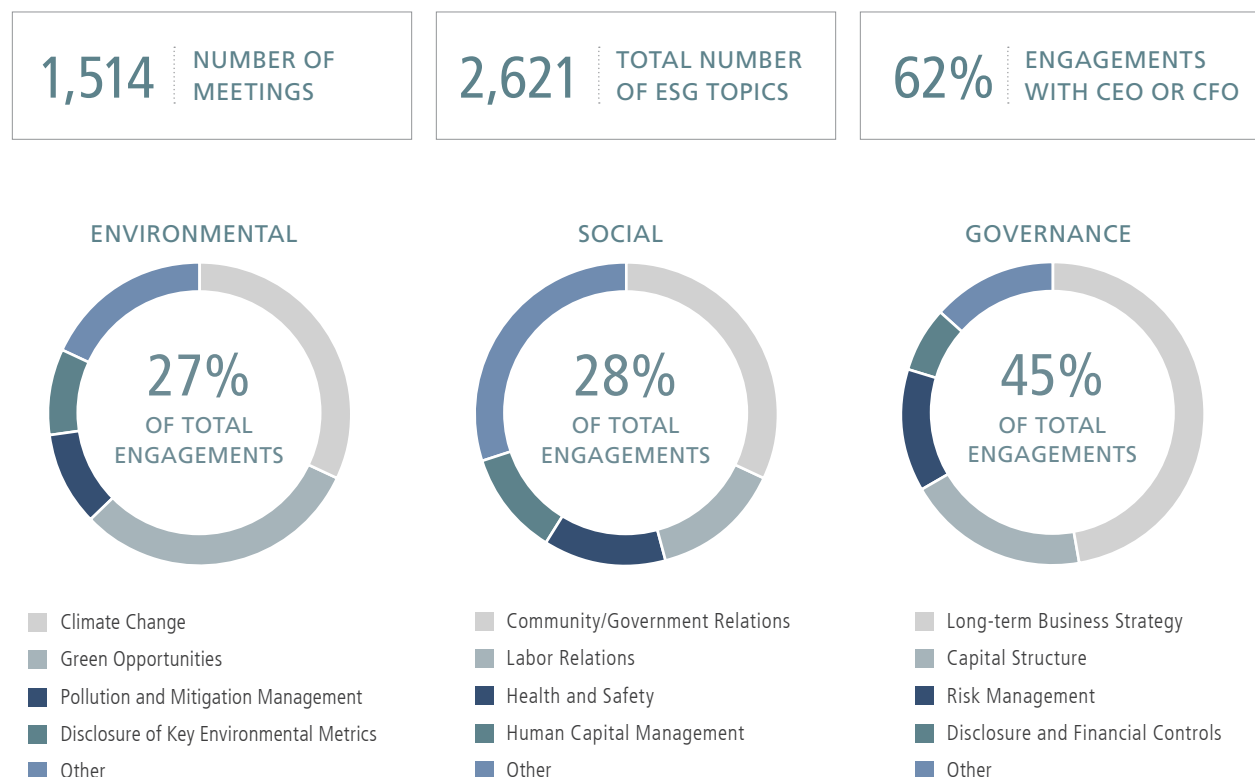 1,514
NUMBER OF
MEETINGS
2,621
TOTAL NUMBER
OF ESG TOPICS
62%
ENGAGEMENTS
WITH CEO OR CFO
ENVIRONMENTAL
27%
OF TOTAL
ENGAGEMENTS
Climate Change
Green Opportunities
Pollution and Mitigation Management
Disclosure of Key Environmental Metrics
Other
SOCIAL
28%
OF TOTAL
ENGAGEMENTS
Community/Government Relations
Labor Relations
Health and Safety
Human Capital Management
Other
GOVERNANCE
45%
OF TOTAL
ENGAGEMENTS
Long-term Business Strategy
Capital Structure
Risk Management
Disclosure and Financial Controls
Other